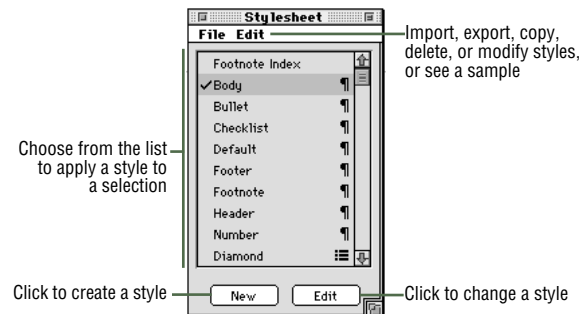 Stylesheet
File Edit
Import, export, copy,
delete, or modify styles,
or see a sample
Footnote Index
✓Body ¶
Bullet ¶
Checklist ¶
Default ¶
Footer ¶
Footnote ¶
Header ¶
Number ¶
Diamond
Choose from the list
to apply a style to
a selection
Click to create a style
New
Edit
Click to change a style